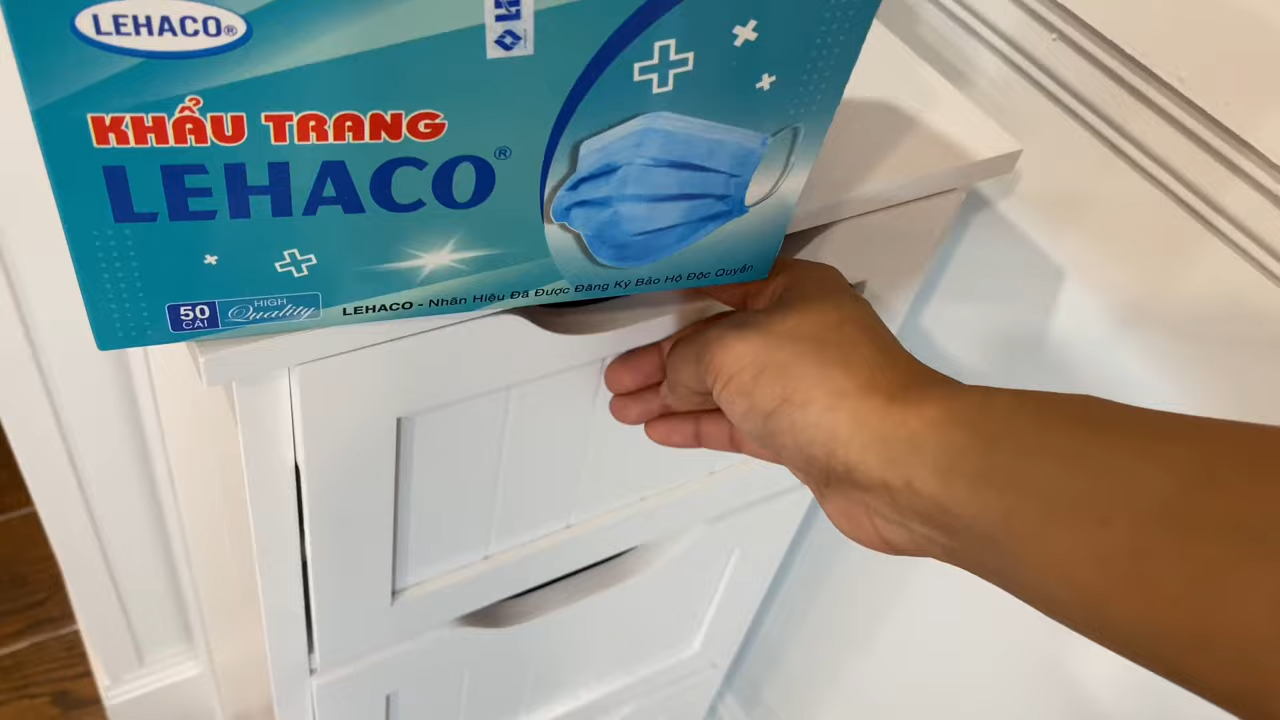 LEHACO®
KHẨU TRANG
LEHACO®
50
CÁI
HIGH
Quality
LEHACO - Nhãn Hiệu Đã Được Đăng Ký Bảo Hộ Độc Quyền